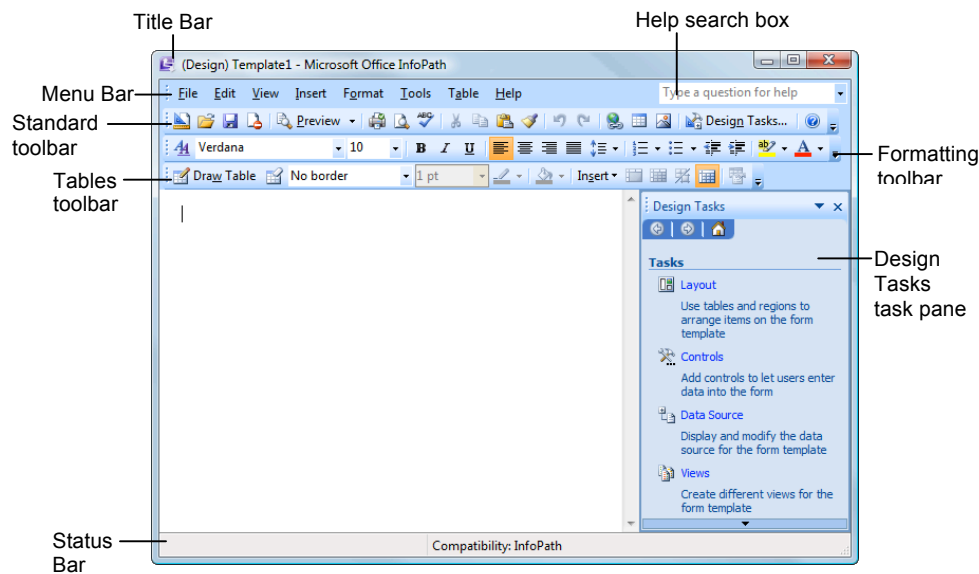 Title Bar
Help search box
(Design) Template1 - Microsoft Office InfoPath
Menu Bar
File Edit View Insert Format Tools Table Help
Type a question for help
Standard
toolbar
Preview
ABC
Design Tasks...
Verdana
10
B I U
ab
A
Formatting
toolbar
Tables
toolbar
Draw Table
No border
1 pt
Insert
Design Tasks
Tasks
Layout
Use tables and regions to
arrange items on the form
template
Controls
Add controls to let users enter
data into the form
Data Source
Display and modify the data
source for the form template
Views
Create different views for the
form template
Design
Tasks
task pane
Status
Bar
Compatibility: InfoPath